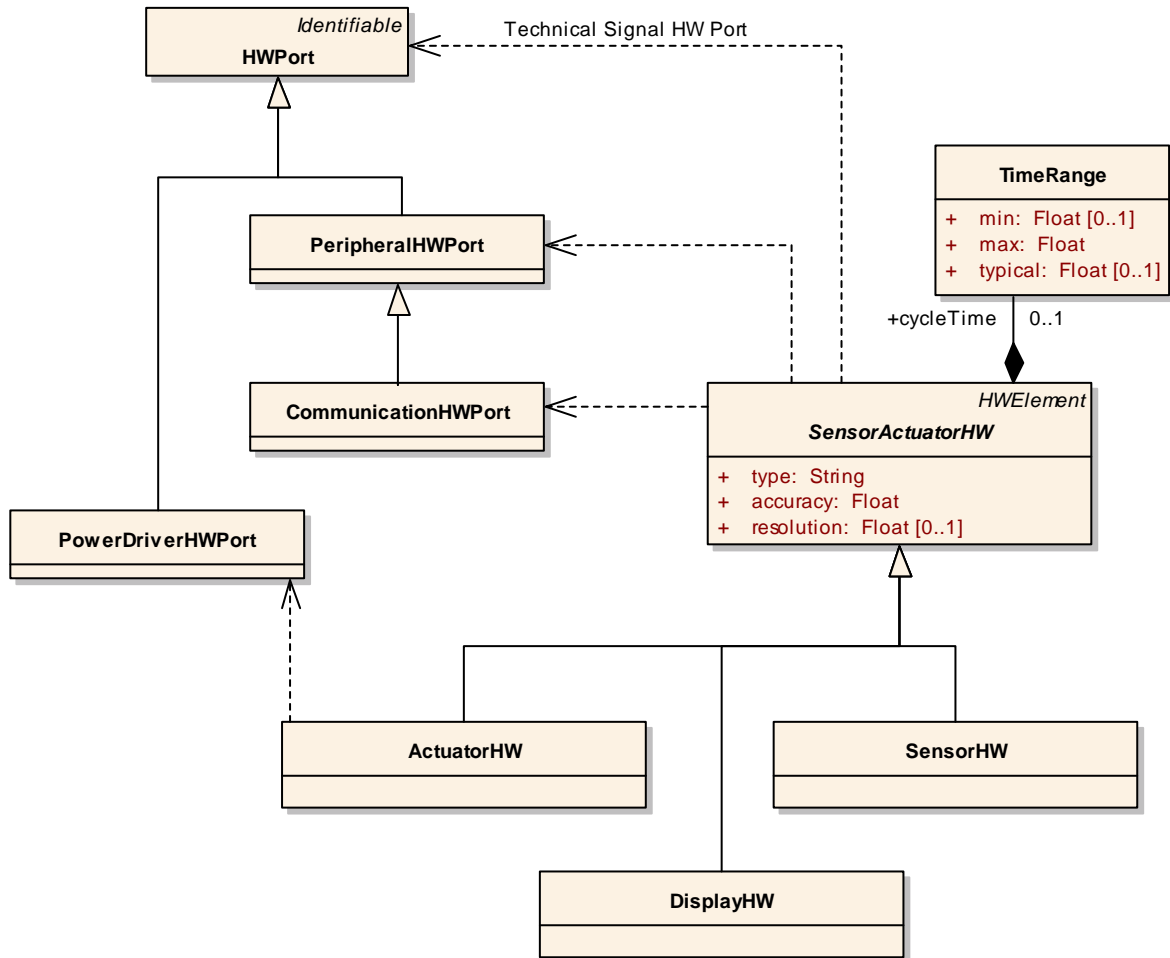 Identifiable
HWPort
Technical Signal HW Port
TimeRange
+ min: Float [0..1]
+ max: Float
+ typical: Float [0..1]
PeripheralHWPort
+cycleTime 0..1
CommunicationHWPort
HWElement
SensorActuatorHW
+ type: String
+ accuracy: Float
+ resolution: Float [0..1]
PowerDriverHWPort
ActuatorHW
SensorHW
DisplayHW